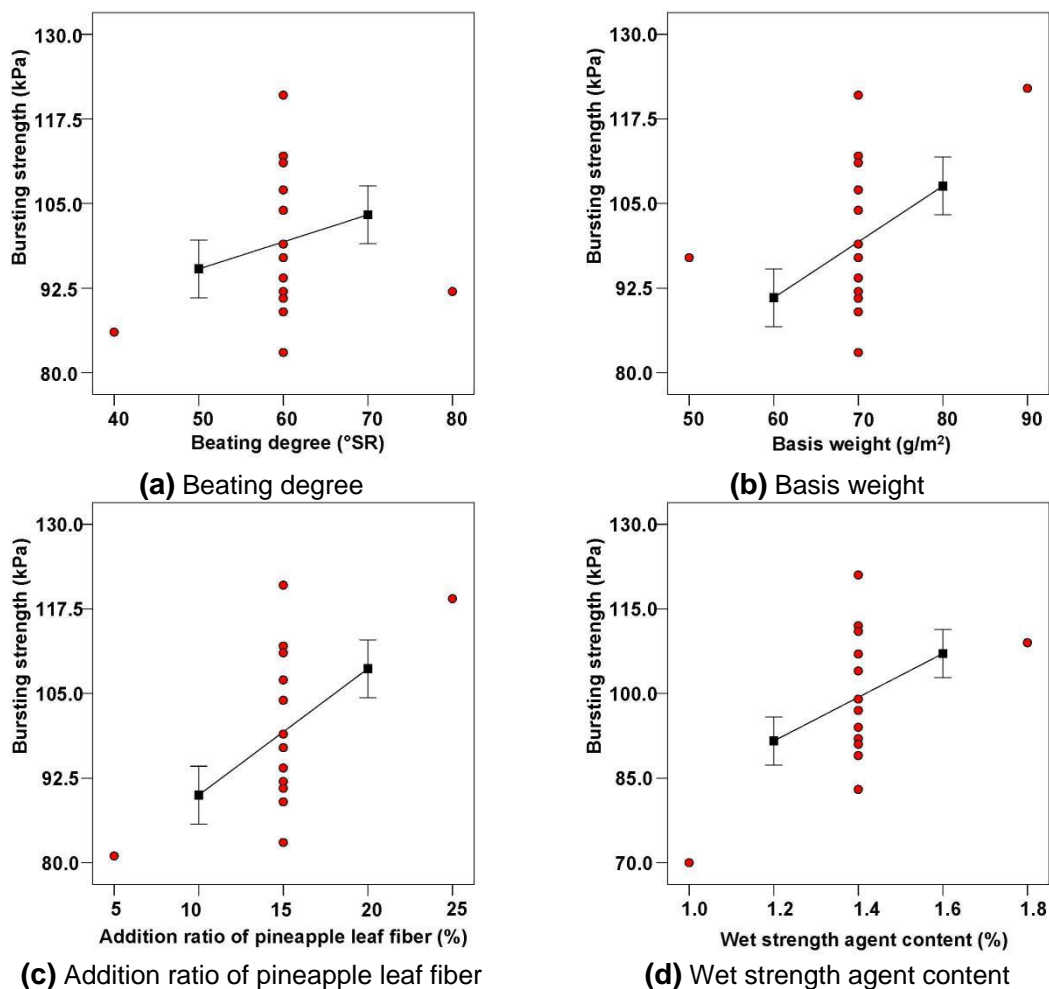 130.0
117.5
105.0
92.5
80.0
Bursting strength (kPa)
40 50 60 70 80
Beating degree (°SR)
(a) Beating degree
130.0
117.5
105.0
92.5
80.0
Bursting strength (kPa)
50 60 70 80 90
Basis weight (g/m²)
(b) Basis weight
130.0
117.5
105.0
92.5
80.0
Bursting strength (kPa)
5 10 15 20 25
Addition ratio of pineapple leaf fiber (%)
(c) Addition ratio of pineapple leaf fiber
130.0
115.0
100.0
85.0
70.0
Bursting strength (kPa)
1.0 1.2 1.4 1.6 1.8
Wet strength agent content (%)
(d) Wet strength agent content